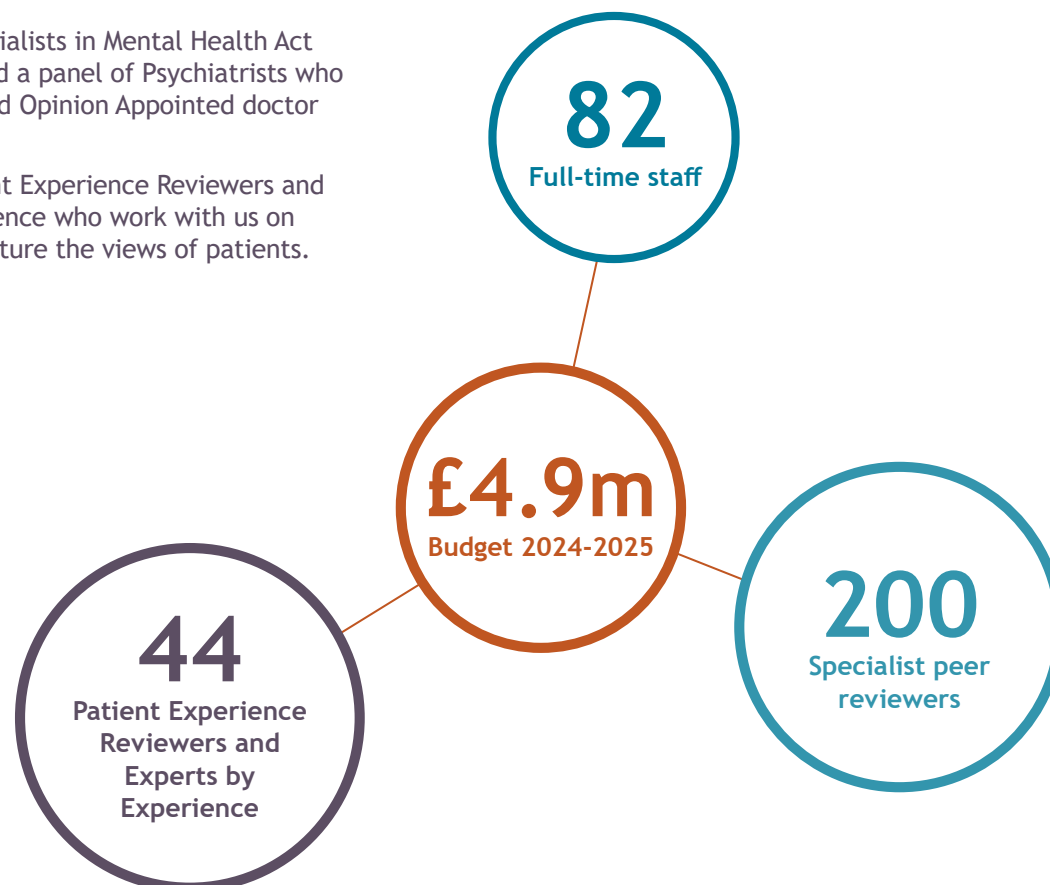 ialists in Mental Health Act
d a panel of Psychiatrists who
d Opinion Appointed doctor
nt Experience Reviewers and
ence who work with us on
ture the views of patients.
82
Full-time staff
£4.9m
Budget 2024-2025
200
Specialist peer
reviewers
44
Patient Experience
Reviewers and
Experts by
Experience